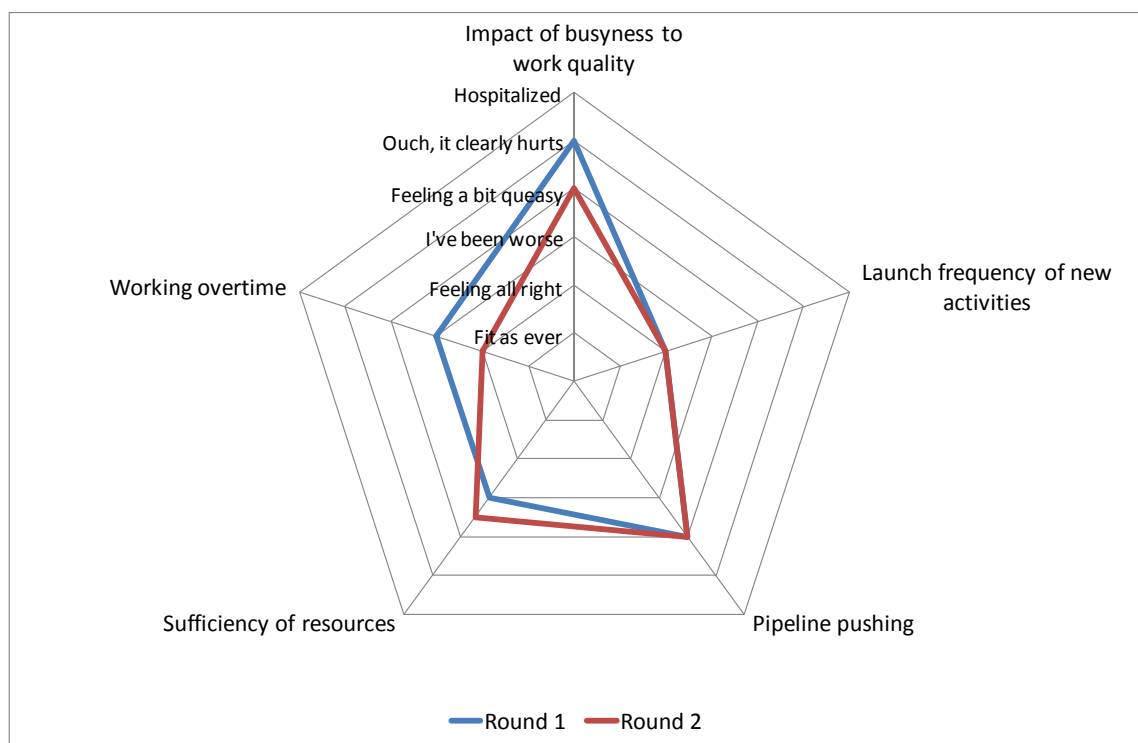 Impact of busyness to
work quality
Hospitalized
Ouch, it clearly hurts
Feeling a bit queasy
I've been worse
Feeling all right
Fit as ever
Launch frequency of new
activities
Working overtime
Sufficiency of resources
Pipeline pushing
Round 1
Round 2